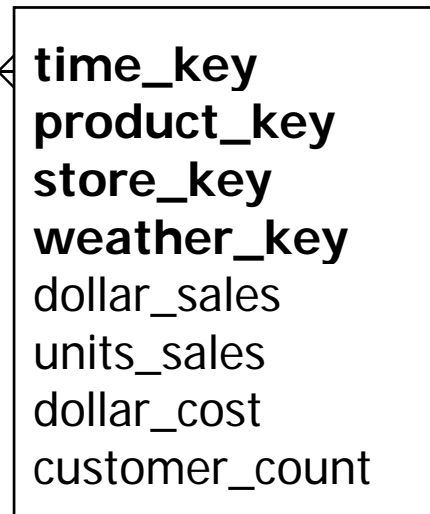 time_key
product_key
store_key
weather_key
dollar_sales
units_sales
dollar_cost
customer_count